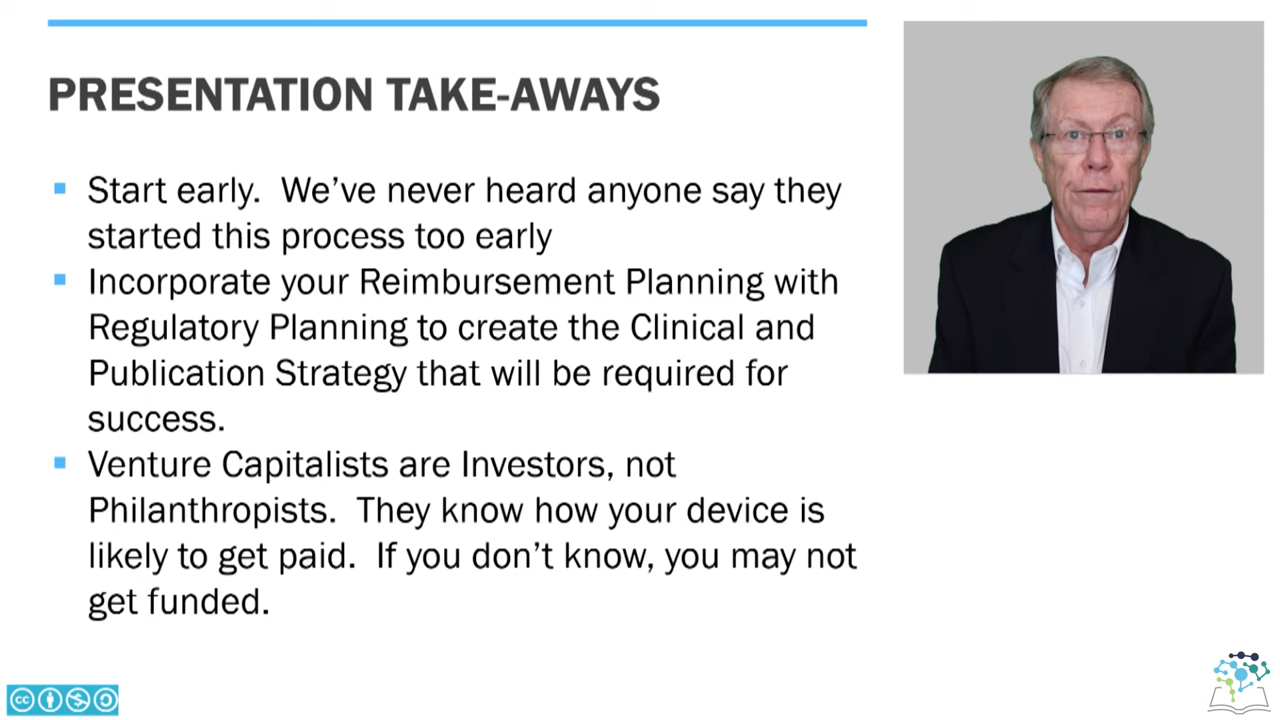 PRESENTATION TAKE-AWAYS
Start early.  We’ve never heard anyone say they
started this process too early
Incorporate your Reimbursement Planning with
Regulatory Planning to create the Clinical and
Publication Strategy that will be required for
success.
Venture Capitalists are Investors, not
Philanthropists.  They know how your device is
likely to get paid.  If you don’t know, you may not
get funded.
cc